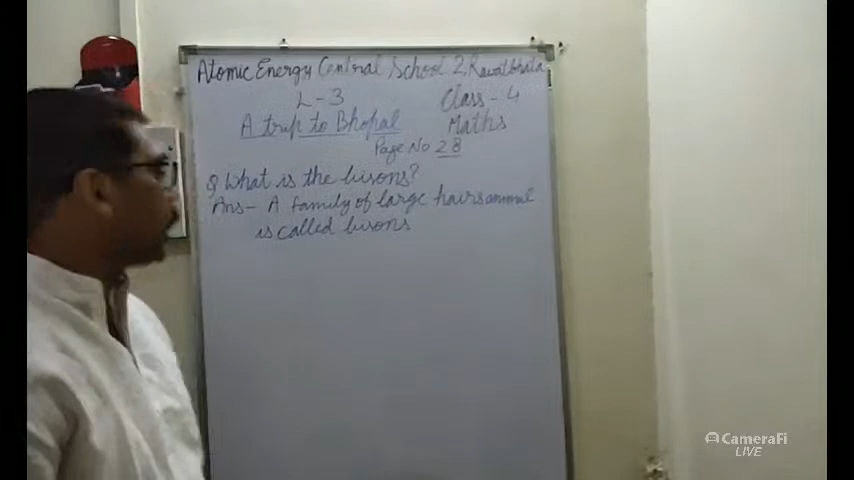 Atomic Energy Central School 2, Rawatbhata
L-3
Class - 4
A trip to Bhopal
Maths
Page No 28
Q What is the bisons?
Ans - A family of large hairs animal
is called bisons
CameraFi
LIVE